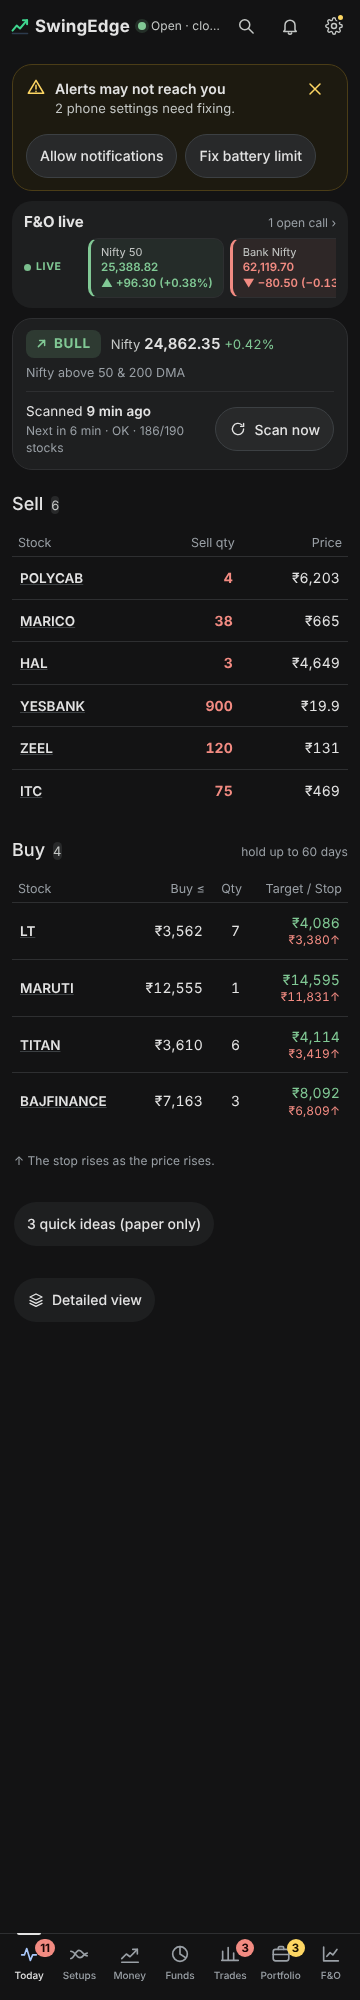 SwingEdge Open · clo...
Alerts may not reach you
2 phone settings need fixing.
Allow notifications Fix battery limit
F&O live 1 open call ›
LIVE
Nifty 50
25,388.82
▲ +96.30 (+0.38%)
Bank Nifty
62,119.70
▼ −80.50 (−0.13
BULL Nifty 24,862.35 +0.42%
Nifty above 50 & 200 DMA
Scanned 9 min ago
Next in 6 min · OK · 186/190
stocks
Scan now
Sell 6
Stock Sell qty Price
POLYCAB 4 ₹6,203
MARICO 38 ₹665
HAL 3 ₹4,649
YESBANK 900 ₹19.9
ZEEL 120 ₹131
ITC 75 ₹469
Buy 4 hold up to 60 days
Stock Buy ≤ Qty Target / Stop
LT ₹3,562 7 ₹4,086
₹3,380↑
MARUTI ₹12,555 1 ₹14,595
₹11,831↑
TITAN ₹3,610 6 ₹4,114
₹3,419↑
BAJFINANCE ₹7,163 3 ₹8,092
₹6,809↑
↑ The stop rises as the price rises.
3 quick ideas (paper only)
Detailed view
11 3 3
Today Setups Money Funds Trades Portfolio F&O